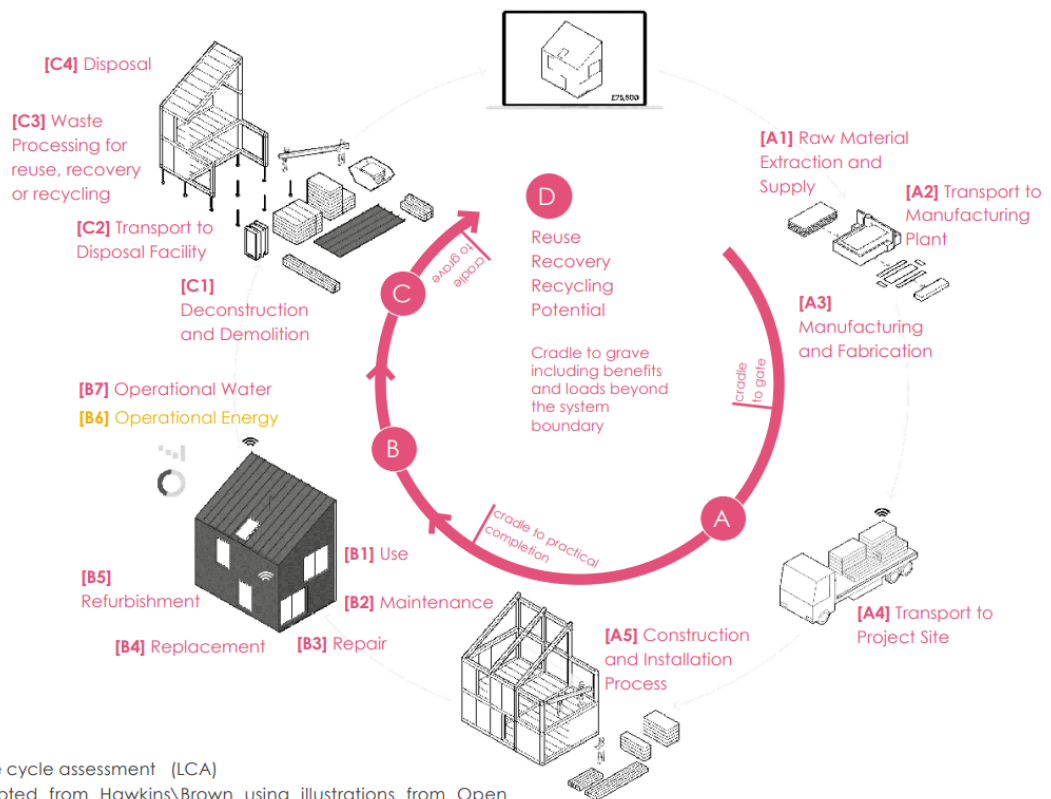 £75,500
[A1] Raw Material
Extraction and
Supply
[A2] Transport to
Manufacturing
Plant
[A3]
Manufacturing
and Fabrication
cradle
to gate
A
[A4] Transport to
Project Site
[A5] Construction
and Installation
Process
cradle to practical
completion
B
[B1] Use
[B2] Maintenance
[B3] Repair
[B4] Replacement
[B5]
Refurbishment
[B6] Operational Energy
[B7] Operational Water
C
[C1]
Deconstruction
and Demolition
[C2] Transport to
Disposal Facility
[C3] Waste
Processing for
reuse, recovery
or recycling
[C4] Disposal
cradle
to grave
D
Reuse
Recovery
Recycling
Potential
Cradle to grave
including benefits
and loads beyond
the system
boundary
cycle assessment (LCA)
from Hawkins\Brown using illustrations from Open